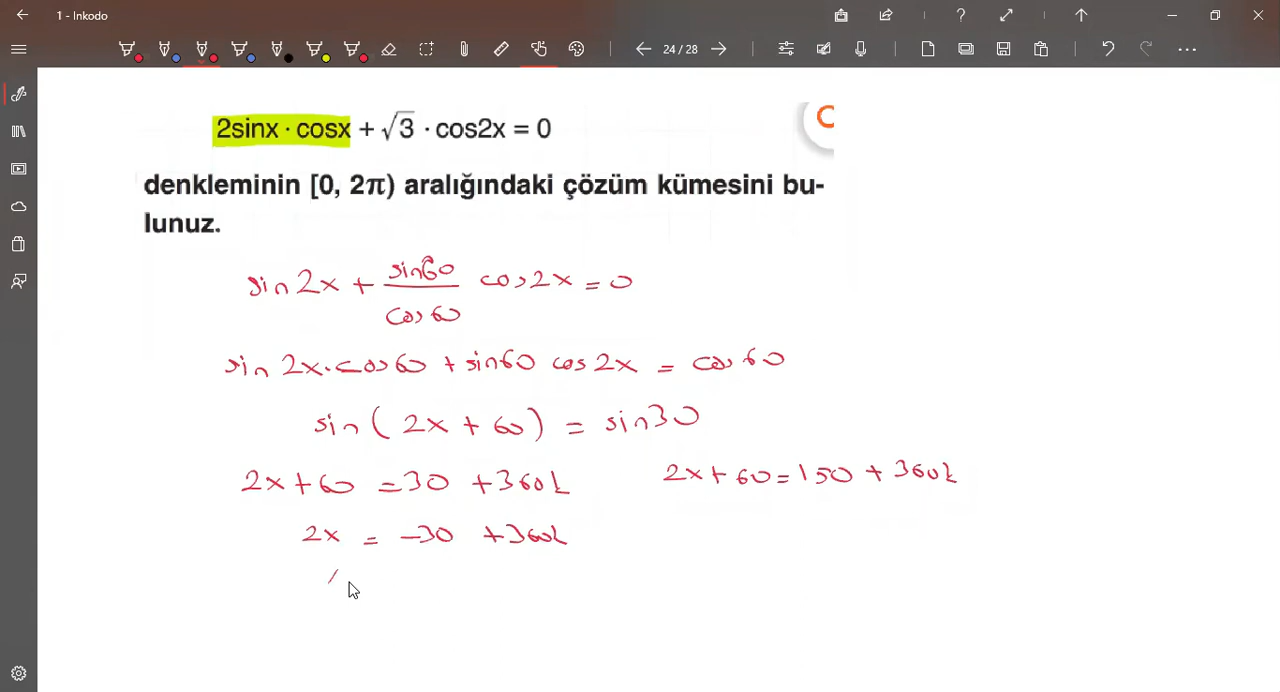 1 - Inkodo
24 / 28
2sinx · cosx + √3 · cos2x = 0
denkleminin [0, 2π) aralığındaki çözüm kümesini bu-
lunuz.
sin2x + sin60/cos60 cos2x = 0
sin 2x·cos60 + sin60 cos2x = cos60
sin(2x + 60) = sin30
2x + 60 = 30 + 360k 2x + 60 = 150 + 360k
2x = -30 + 360k